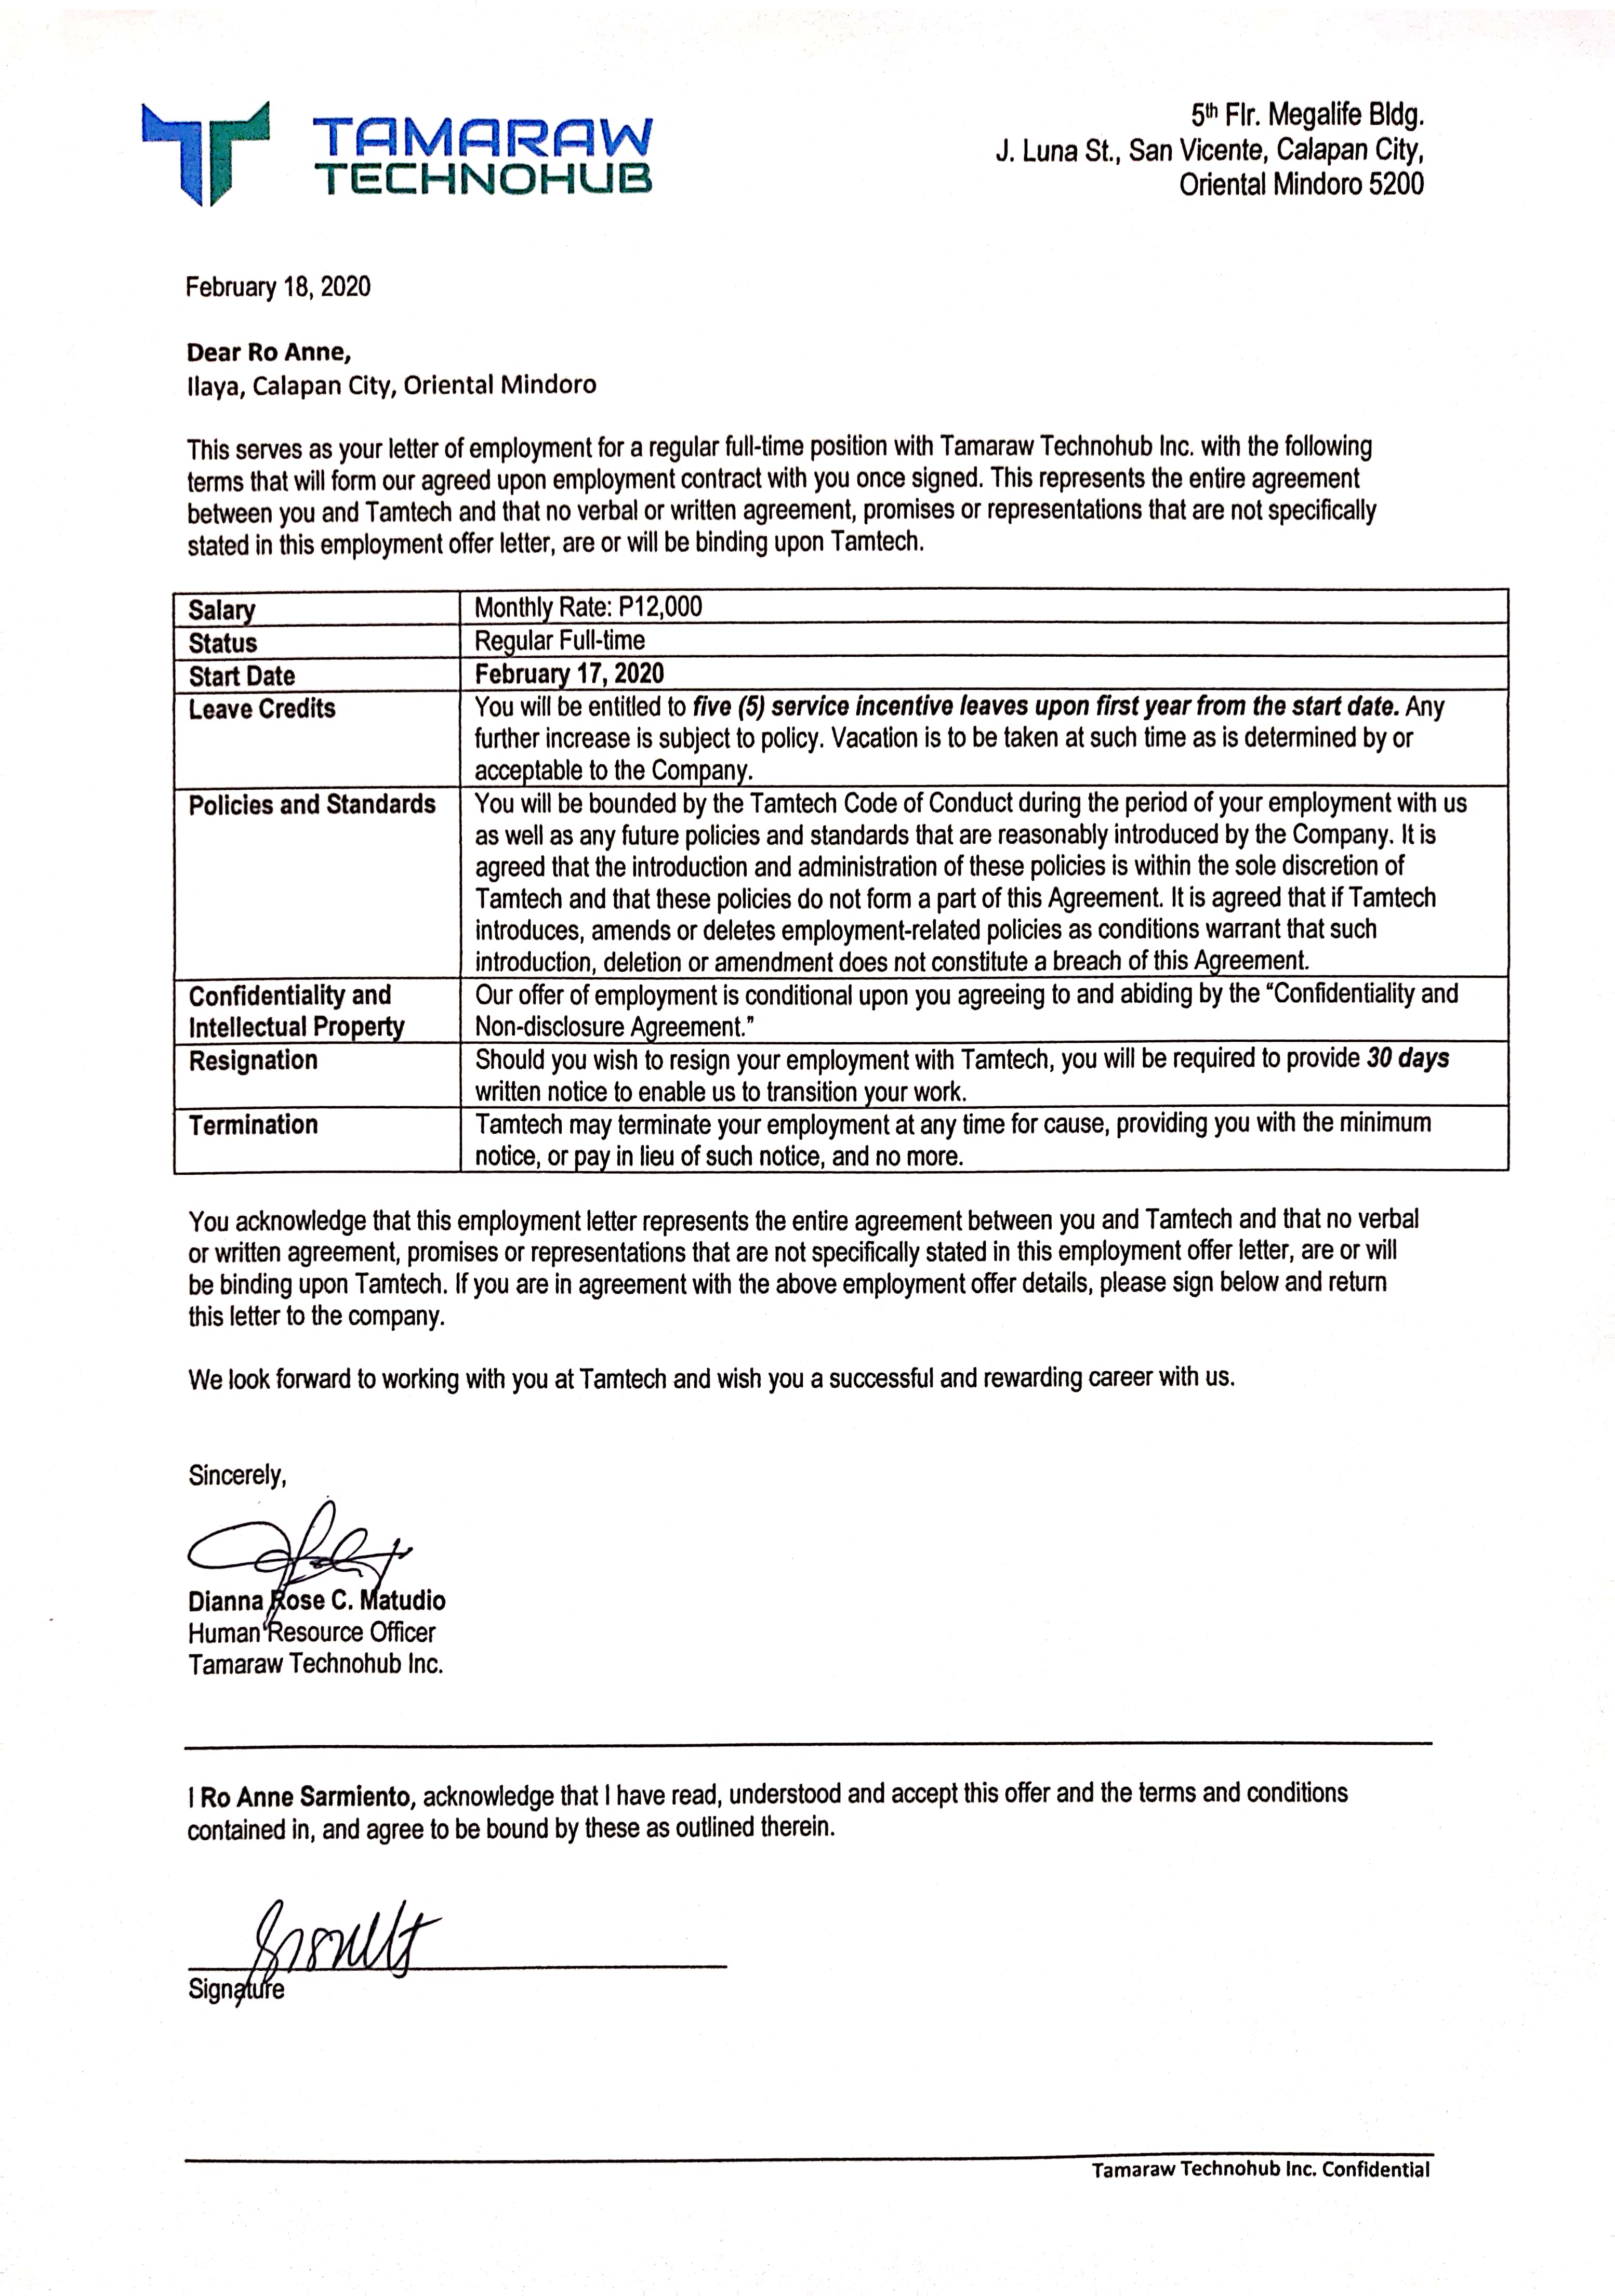 TAMARAW
TECHNOHUB
5th Flr. Megalife Bldg.
J. Luna St., San Vicente, Calapan City,
Oriental Mindoro 5200
February 18, 2020
Dear Ro Anne,
Ilaya, Calapan City, Oriental Mindoro
This serves as your letter of employment for a regular full-time position with Tamaraw Technohub Inc. with the following
terms that will form our agreed upon employment contract with you once signed. This represents the entire agreement
between you and Tamtech and that no verbal or written agreement, promises or representations that are not specifically
stated in this employment offer letter, are or will be binding upon Tamtech.
Salary Monthly Rate: P12,000
Status Regular Full-time
Start Date February 17, 2020
Leave Credits You will be entitled to five (5) service incentive leaves upon first year from the start date. Any
further increase is subject to policy. Vacation is to be taken at such time as is determined by or
acceptable to the Company.
Policies and Standards You will be bounded by the Tamtech Code of Conduct during the period of your employment with us
as well as any future policies and standards that are reasonably introduced by the Company. It is
agreed that the introduction and administration of these policies is within the sole discretion of
Tamtech and that these policies do not form a part of this Agreement. It is agreed that if Tamtech
introduces, amends or deletes employment-related policies as conditions warrant that such
introduction, deletion or amendment does not constitute a breach of this Agreement.
Confidentiality and Our offer of employment is conditional upon you agreeing to and abiding by the “Confidentiality and
Intellectual Property Non-disclosure Agreement.”
Resignation Should you wish to resign your employment with Tamtech, you will be required to provide 30 days
written notice to enable us to transition your work.
Termination Tamtech may terminate your employment at any time for cause, providing you with the minimum
notice, or pay in lieu of such notice, and no more.
You acknowledge that this employment letter represents the entire agreement between you and Tamtech and that no verbal
or written agreement, promises or representations that are not specifically stated in this employment offer letter, are or will
be binding upon Tamtech. If you are in agreement with the above employment offer details, please sign below and return
this letter to the company.
We look forward to working with you at Tamtech and wish you a successful and rewarding career with us.
Sincerely,
Dianna Rose C. Matudio
Human Resource Officer
Tamaraw Technohub Inc.
I Ro Anne Sarmiento, acknowledge that I have read, understood and accept this offer and the terms and conditions
contained in, and agree to be bound by these as outlined therein.
Signature
Tamaraw Technohub Inc. Confidential